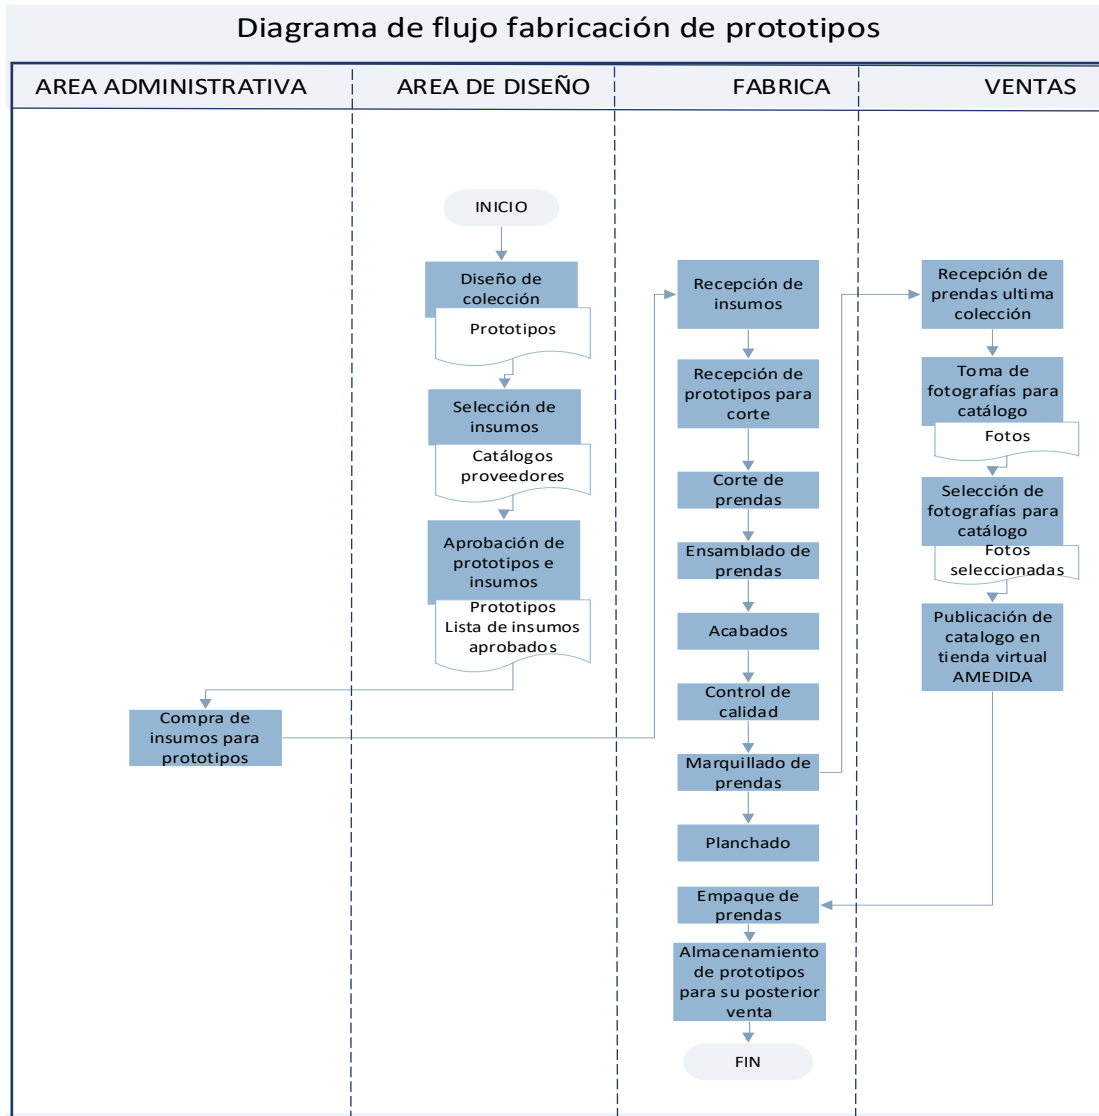 Diagrama de flujo fabricación de prototipos
AREA ADMINISTRATIVA
AREA DE DISEÑO
FABRICA
VENTAS
INICIO
Diseño de
colección
Prototipos
Selección de
insumos
Catálogos
proveedores
Aprobación de
prototipos e
insumos
Prototipos
Lista de insumos
aprobados
Compra de
insumos para
prototipos
Recepción de
insumos
Recepción de
prototipos para
corte
Corte de
prendas
Ensamblado de
prendas
Acabados
Control de
calidad
Marquillado de
prendas
Planchado
Recepción de
prendas ultima
colección
Toma de
fotografías para
catálogo
Fotos
Selección de
fotografías para
catálogo
Fotos
seleccionadas
Publicación de
catalogo en
tienda virtual
AMEDIDA
Empaque de
prendas
Almacenamiento
de prototipos
para su posterior
venta
FIN